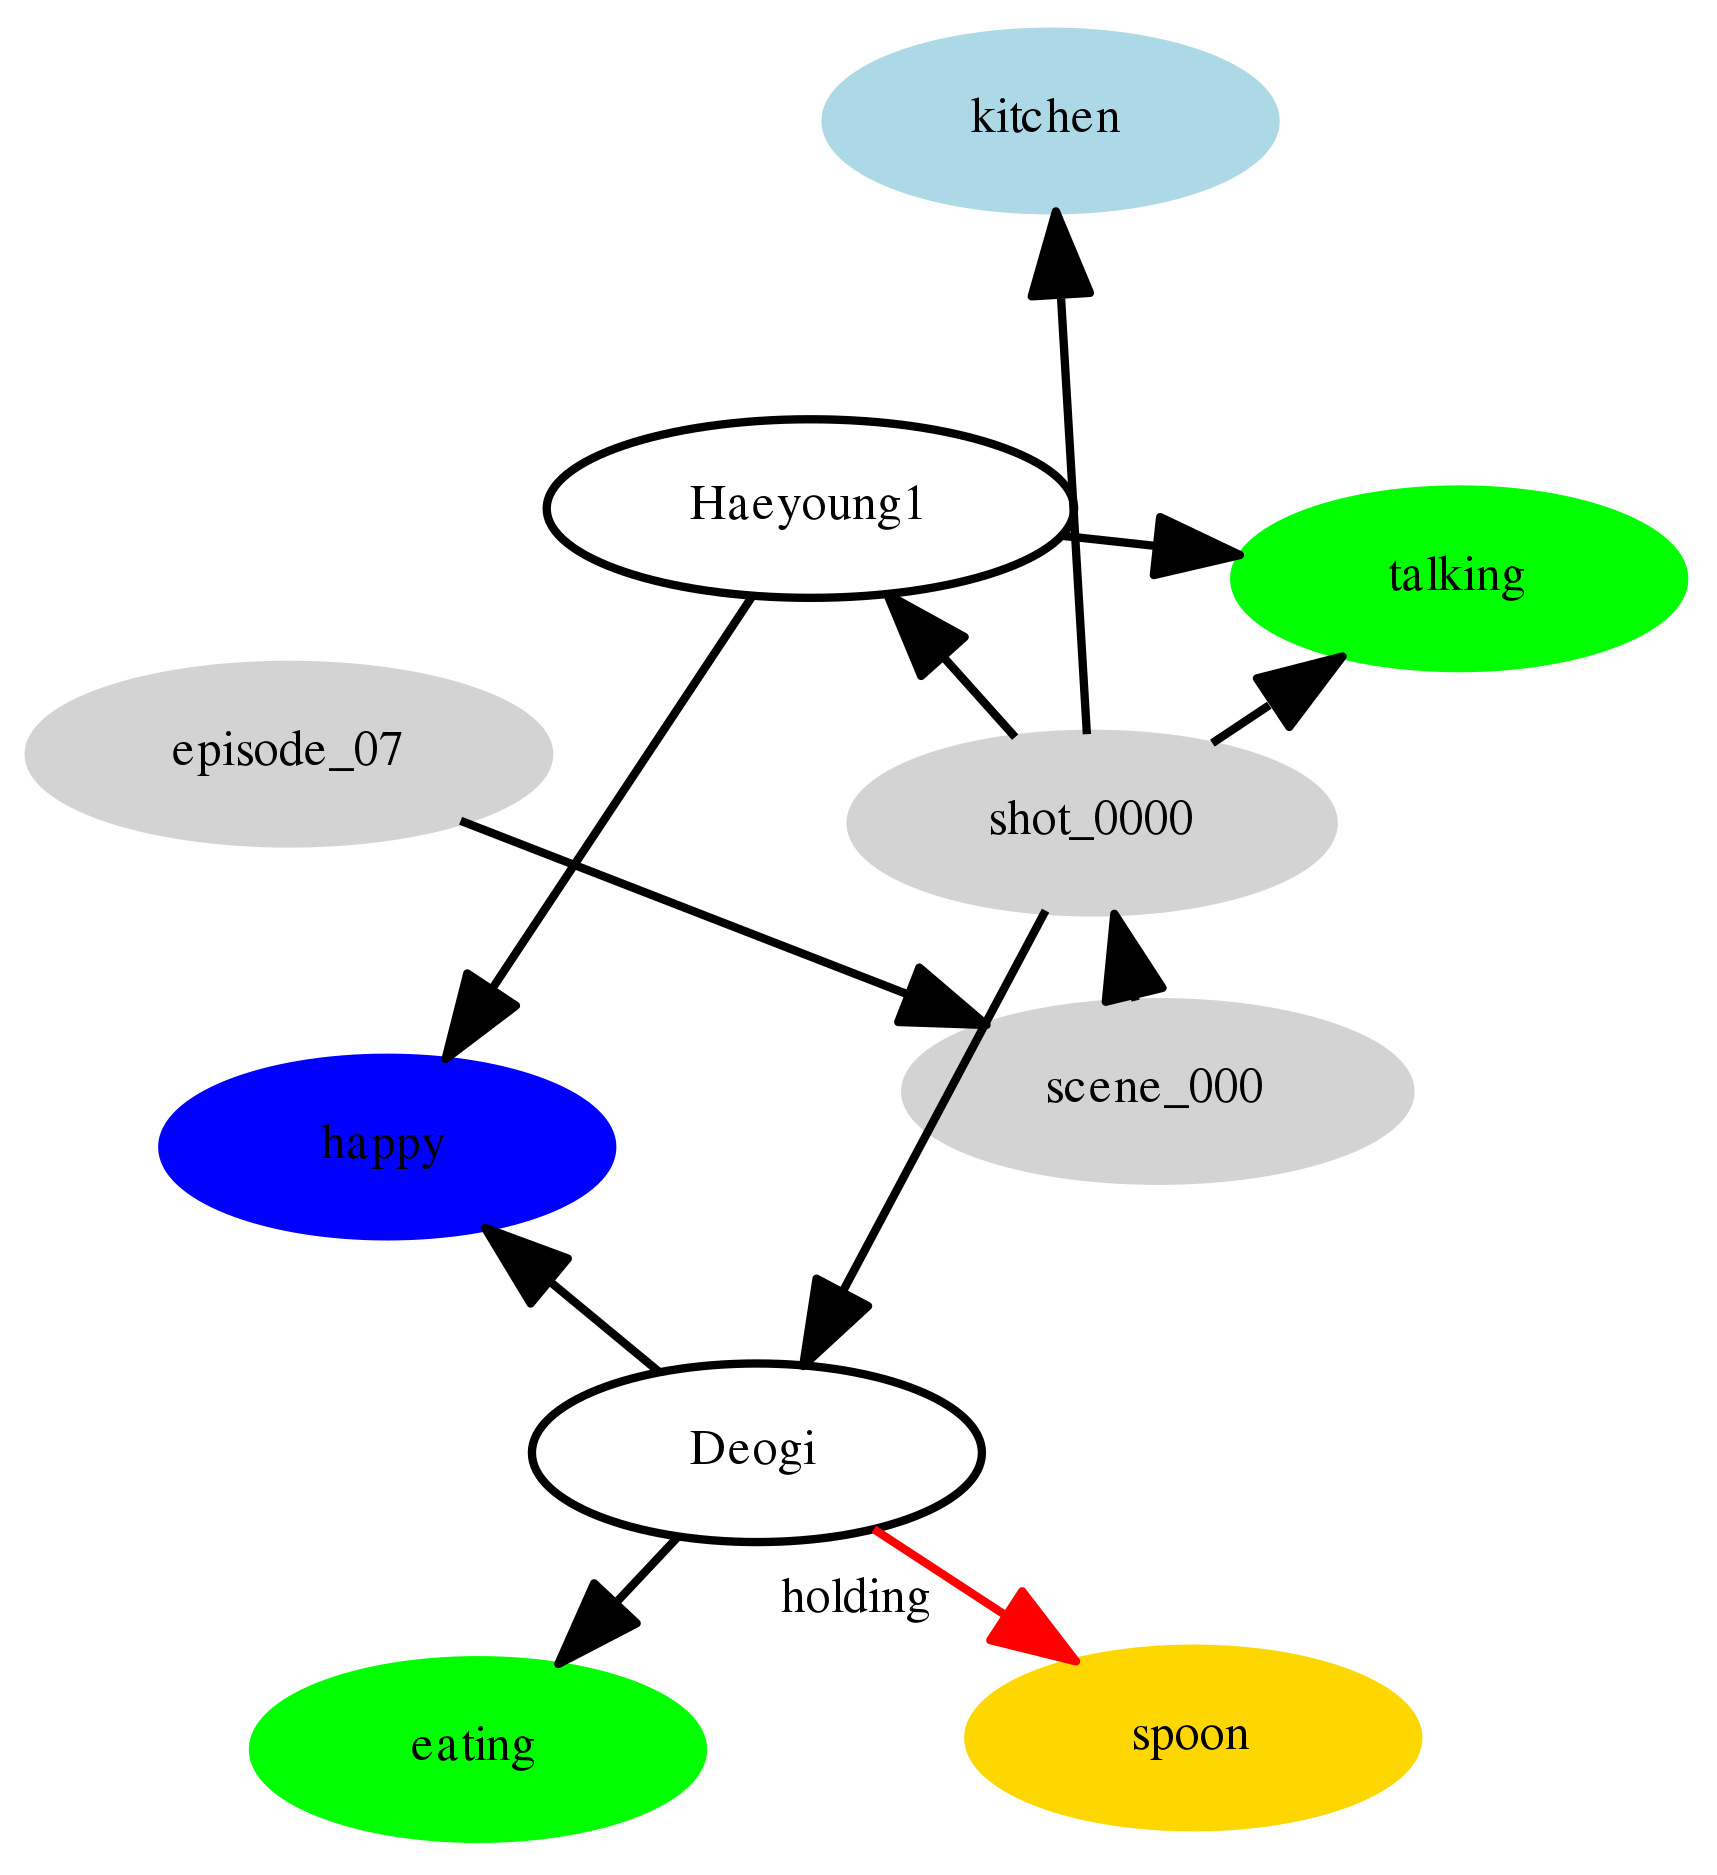 kitchen
Haeyoung1
talking
episode_07
shot_0000
scene_000
happy
Deogi
holding
eating
spoon